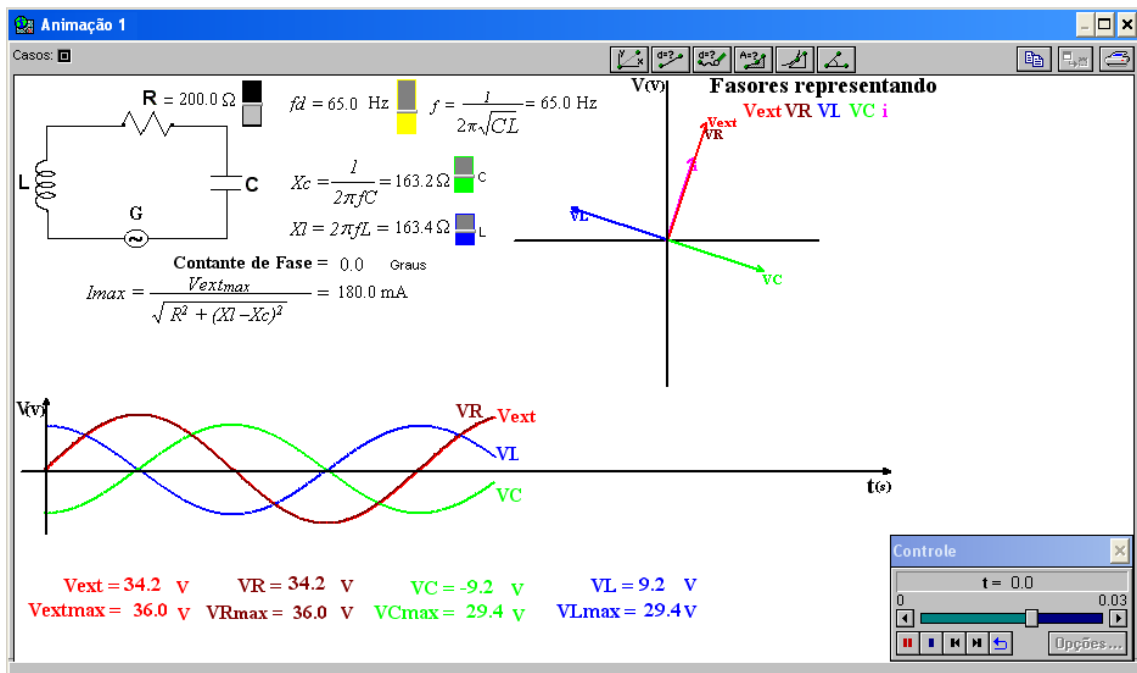 Animação 1
Casos:
R = 200.0 Ω
fd = 65.0 Hz
f = 1 / 2π√CL = 65.0 Hz
L
C
G
Xc = 1 / 2πfC = 163.2 Ω
C
Xl = 2πfL = 163.4 Ω
L
Contante de Fase = 0.0 Graus
Imax = Vextmax / √R² + (Xl – Xc)² = 180.0 mA
V(V)
Fasores representando
Vext VR VL VC i
Vext
VR
i
VL
VC
V(V)
VR Vext
VL
VC
t(s)
Vext = 34.2 V VR = 34.2 V VC = -9.2 V VL = 9.2 V
Vextmax = 36.0 V VRmax = 36.0 V VCmax = 29.4 V VLmax = 29.4 V
Controle
t = 0.0
0 0.03
Opções...